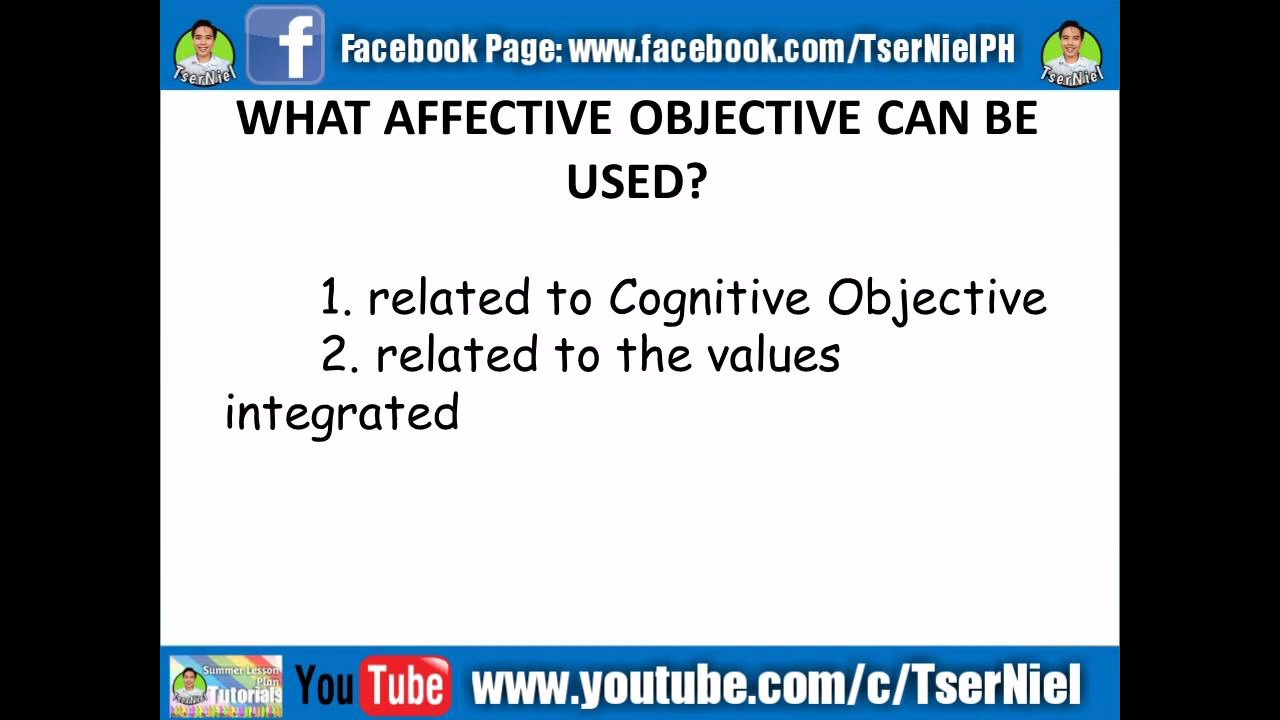 TserNiel
f
Facebook Page: www.facebook.com/TserNielPH
TserNiel
WHAT AFFECTIVE OBJECTIVE CAN BE
USED?
1. related to Cognitive Objective
2. related to the values
integrated
Summer Lesson
Plan
Tutorials
YouTube
www.youtube.com/c/TserNiel